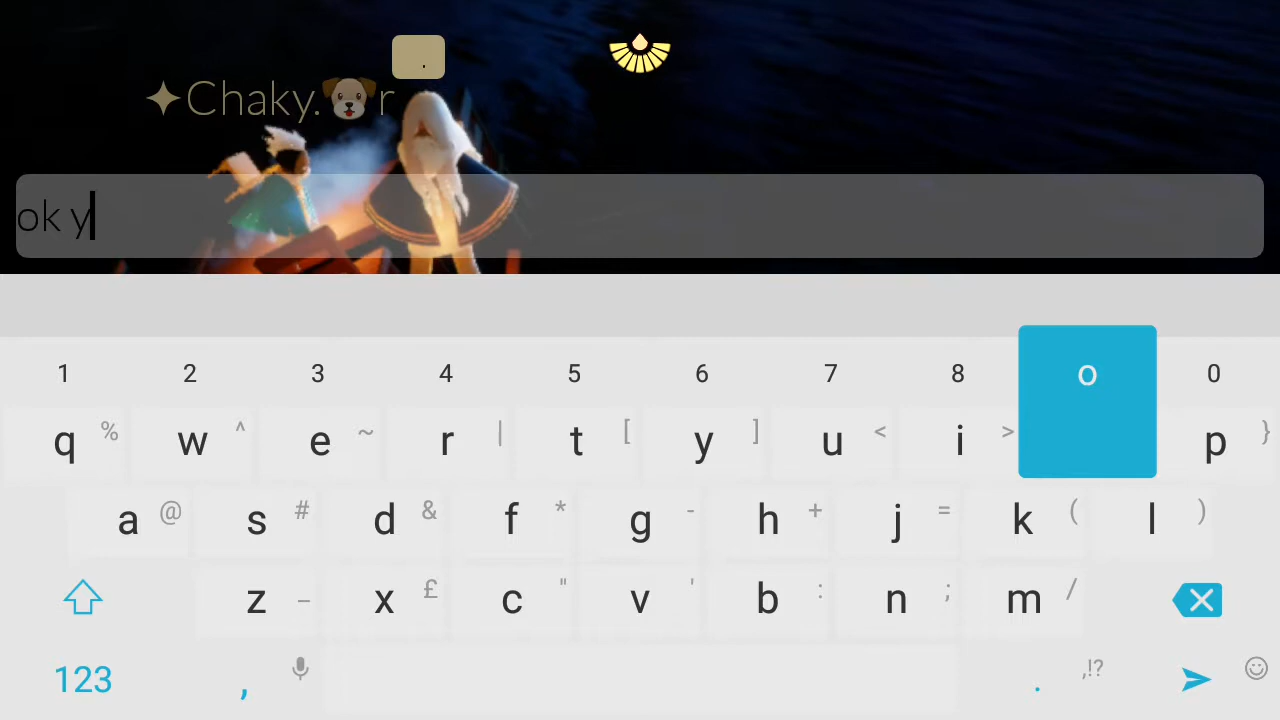 .
✦Chaky.🐶r
ok y
1 2 3 4 5 6 7 8 o 0
q % w ^ e ~ r | t [ y ] u < i > p }
a @ s # d & f * g - h + j = k ( l )
z _ x £ c " v ' b : n ; m /
123 , . ,!?